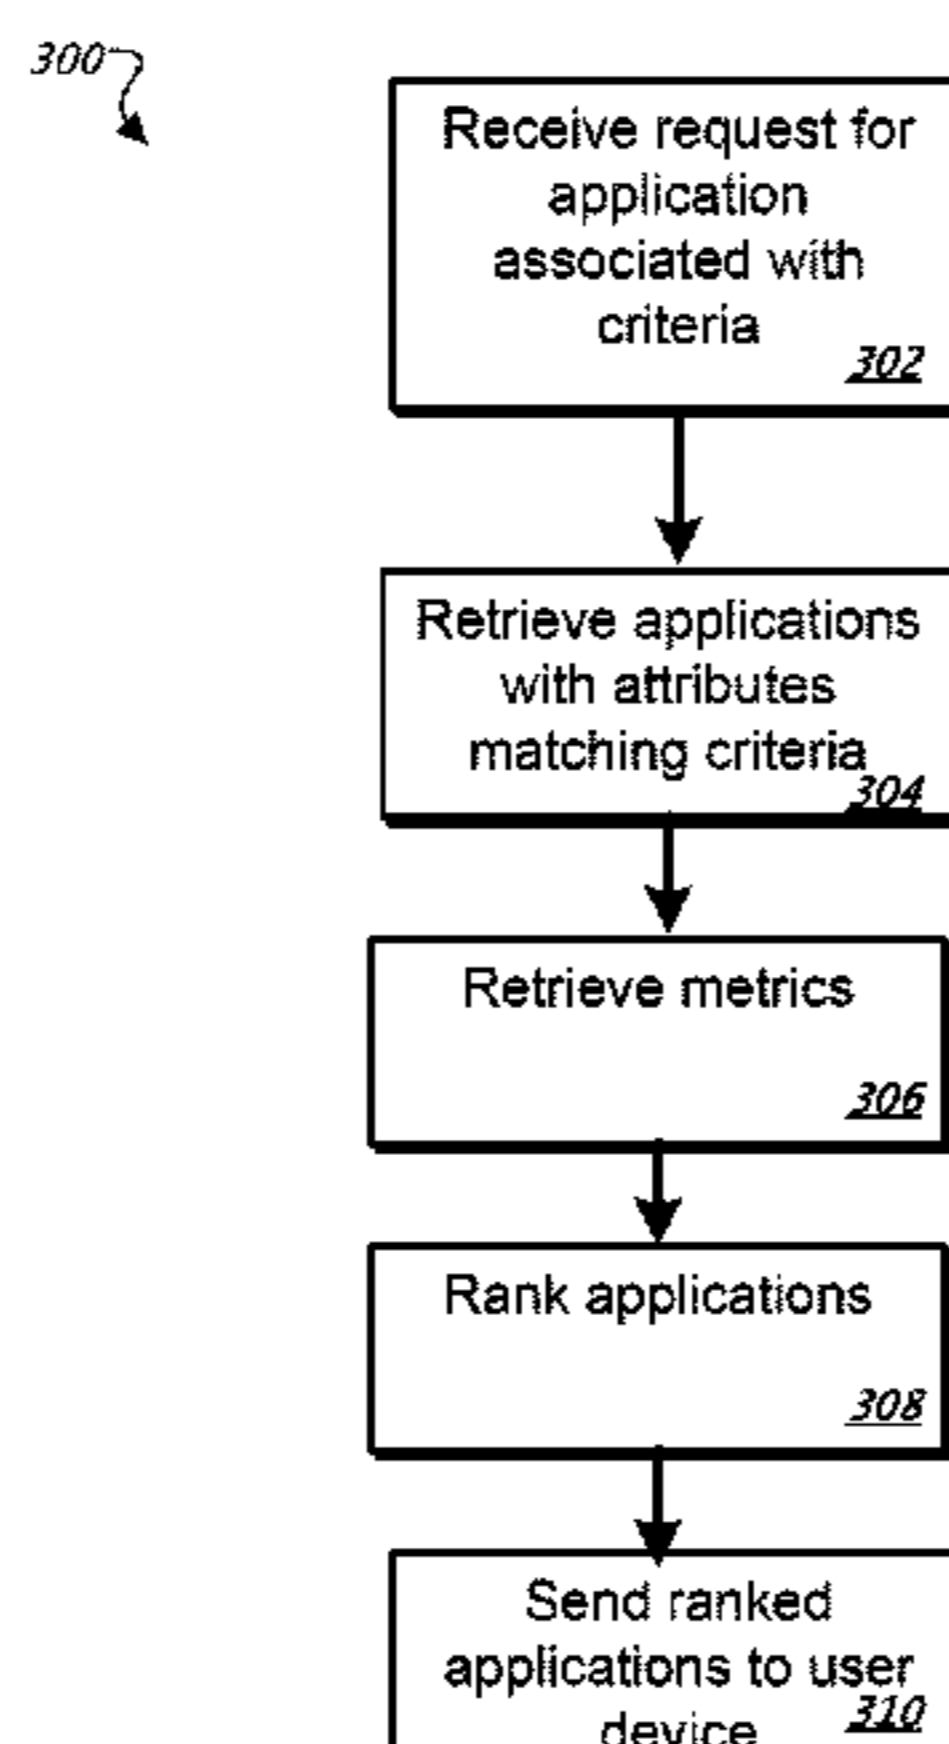 300
Receive request for
application
associated with
criteria
302
Retrieve applications
with attributes
matching criteria
304
Retrieve metrics
306
Rank applications
308
Send ranked
applications to user
device
310